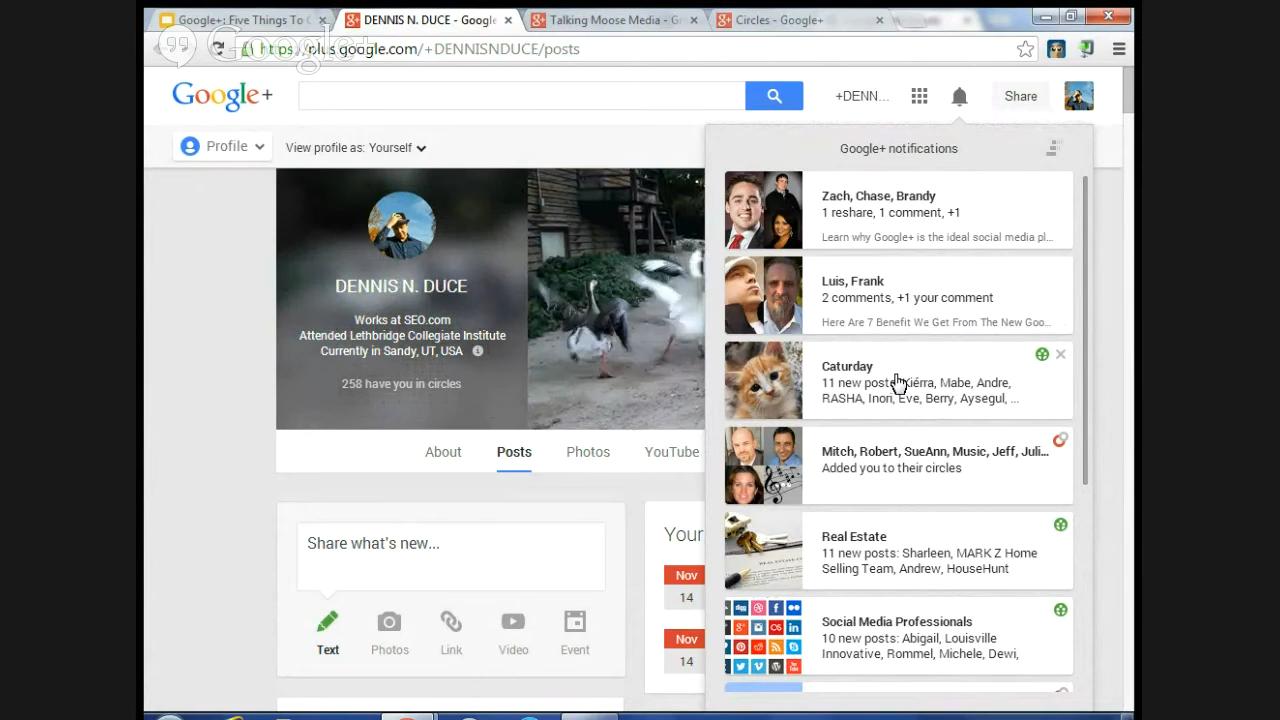 Google+: Five Things To C
DENNIS N. DUCE - Google
Talking Moose Media - Gr
Circles - Google+
Google+
https://plus.google.com/+DENNISNDUCE/posts
Google+
+DENN...
Share
Profile
View profile as: Yourself
Google+ notifications
Zach, Chase, Brandy
1 reshare, 1 comment, +1
Learn why Google+ is the ideal social media pl...
Luis, Frank
2 comments, +1 your comment
Here Are 7 Benefit We Get From The New Goo...
Caturday
11 new posts: Kiérra, Mabe, Andre,
RASHA, Inori, Eve, Berry, Aysegul, ...
Mitch, Robert, SueAnn, Music, Jeff, Juli...
Added you to their circles
Real Estate
11 new posts: Sharleen, MARK Z Home
Selling Team, Andrew, HouseHunt
Social Media Professionals
10 new posts: Abigail, Louisville
Innovative, Rommel, Michele, Dewi,
DENNIS N. DUCE
Works at SEO.com
Attended Lethbridge Collegiate Institute
Currently in Sandy, UT, USA
258 have you in circles
About
Posts
Photos
YouTube
Share what's new...
Text
Photos
Link
Video
Event
Your
Nov
14
Nov
14